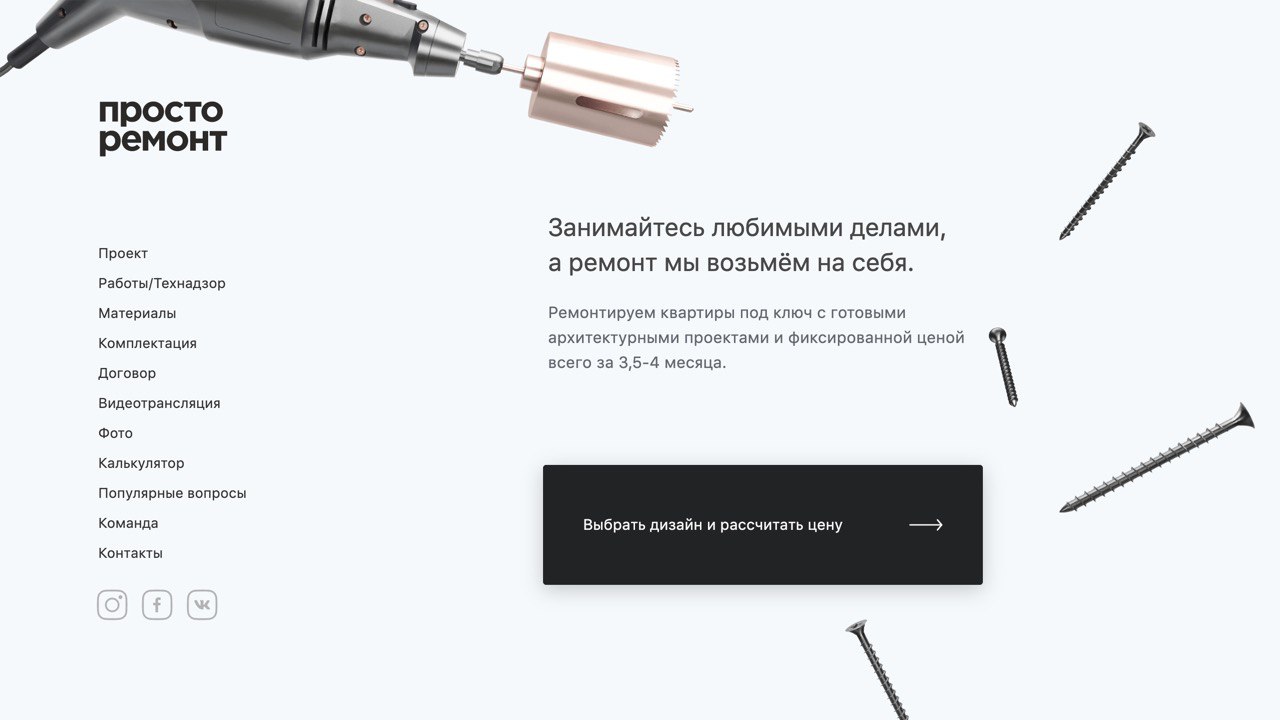 просто
ремонт
Проект
Работы/Технадзор
Материалы
Комплектация
Договор
Видеотрансляция
Фото
Калькулятор
Популярные вопросы
Команда
Контакты
Занимайтесь любимыми делами,
а ремонт мы возьмём на себя.
Ремонтируем квартиры под ключ с готовыми
архитектурными проектами и фиксированной ценой
всего за 3,5-4 месяца.
Выбрать дизайн и рассчитать цену